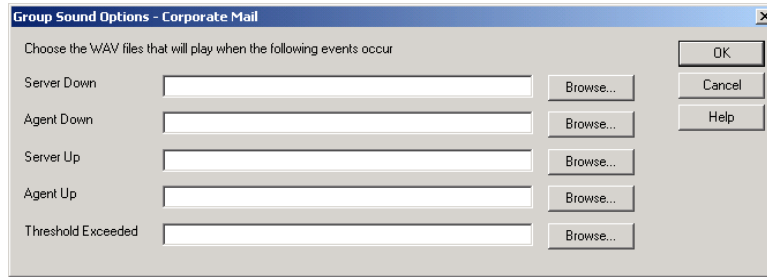 Group Sound Options - Corporate Mail
Choose the WAV files that will play when the following events occur
OK
Server Down
Browse...
Cancel
Agent Down
Browse...
Help
Server Up
Browse...
Agent Up
Browse...
Threshold Exceeded
Browse...